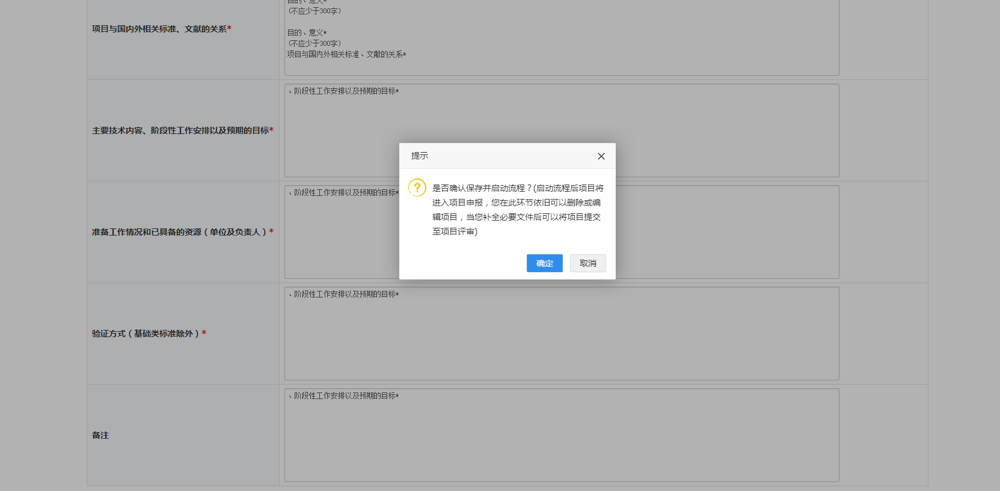 目的、意义*
（不应少于300字）
目的、意义*
（不应少于300字）
项目与国内外相关标准、文献的关系*
项目与国内外相关标准、文献的关系*
、阶段性工作安排以及预期的目标*
主要技术内容、阶段性工作安排以及预期的目标*
提示
是否确认保存并启动流程？(启动流程后项目将
进入项目申报，您在此环节依旧可以删除或编
辑项目，当您补全必要文件后可以将项目提交
至项目评审)
确定
取消
、阶段性工作安排以及预期的目标*
准备工作情况和已具备的资源（单位及负责人）*
、阶段性工作安排以及预期的目标*
验证方式（基础类标准除外）*
、阶段性工作安排以及预期的目标*
备注